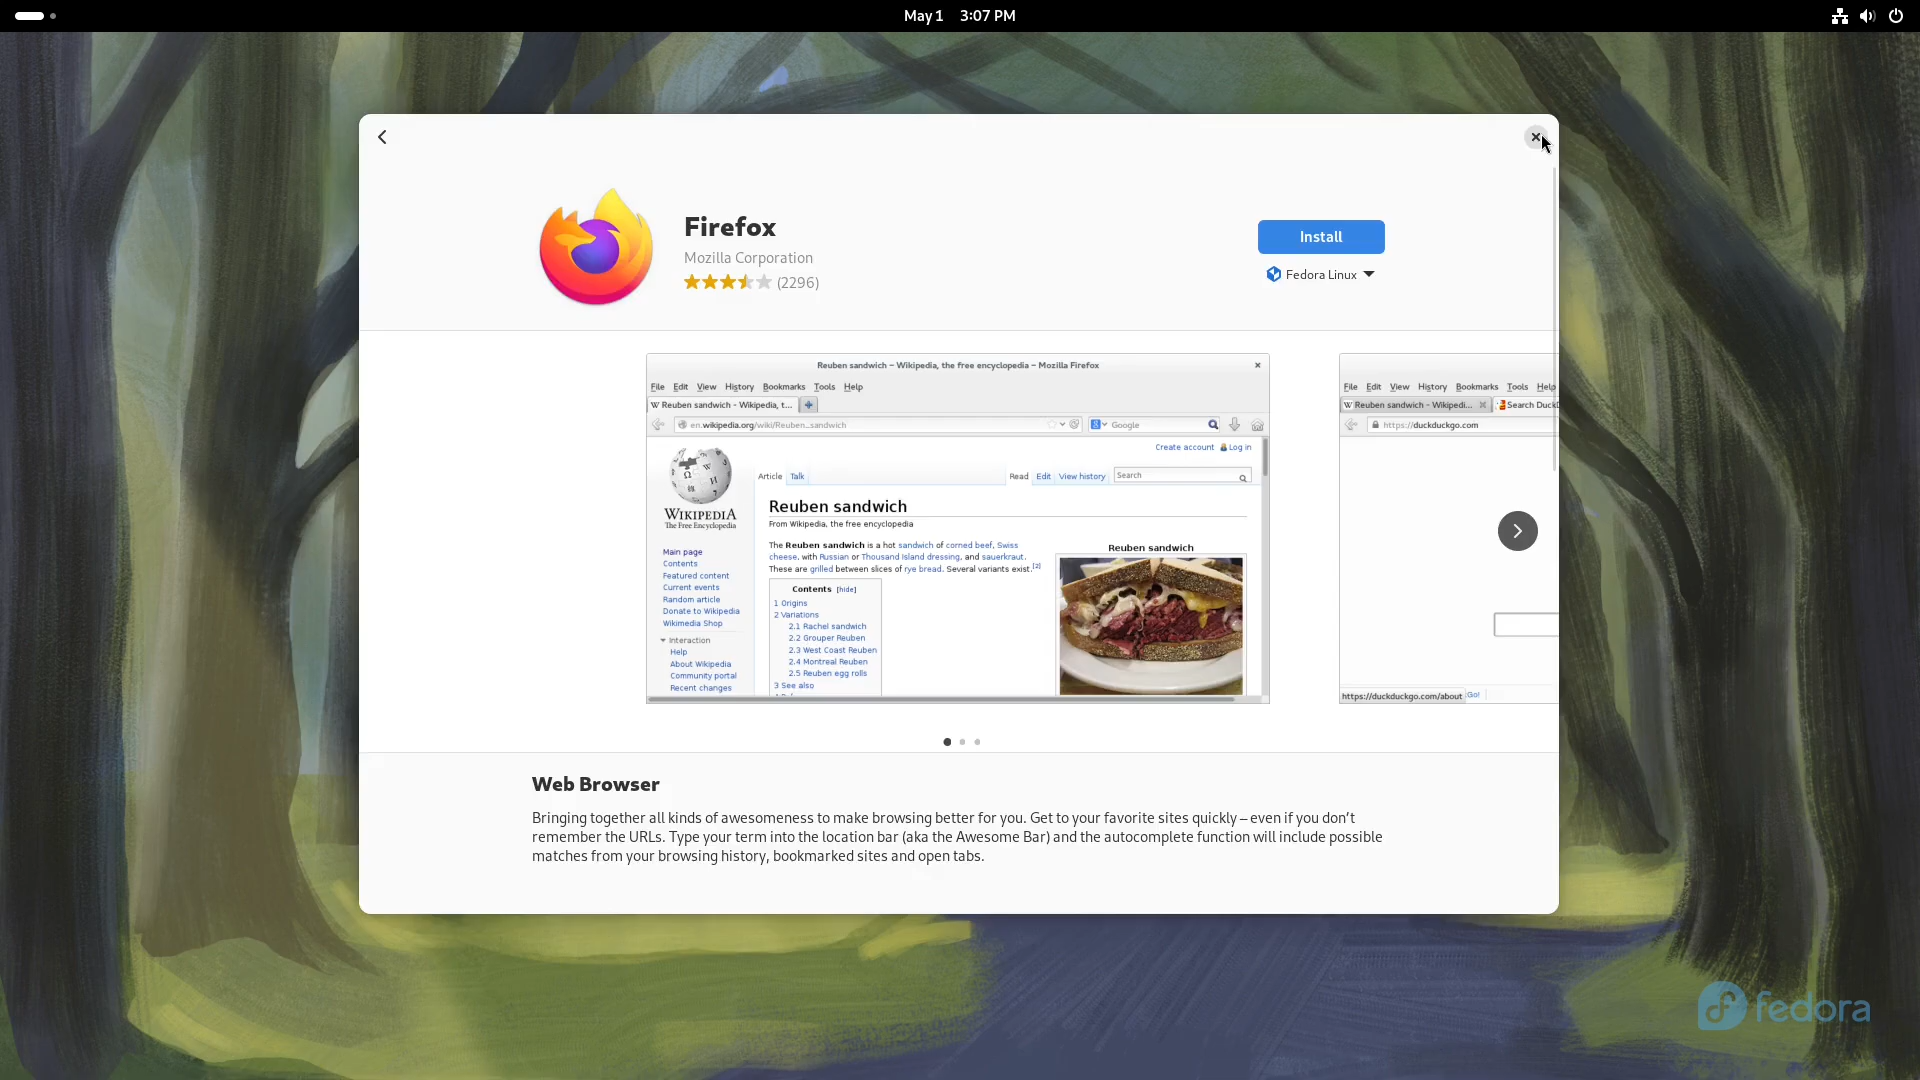 May 1 3:07 PM
Firefox
Mozilla Corporation
(2296)
Install
Fedora Linux
Reuben sandwich – Wikipedia, the free encyclopedia – Mozilla Firefox
File Edit View History Bookmarks Tools Help
W Reuben sandwich - Wikipedia, t...
en.wikipedia.org/wiki/Reuben_sandwich
Google
Create account Log in
Article Talk Read Edit View history Search
WIKIPEDIA
The Free Encyclopedia
Main page
Contents
Featured content
Current events
Random article
Donate to Wikipedia
Wikimedia Shop
Interaction
Help
About Wikipedia
Community portal
Recent changes
Reuben sandwich
From Wikipedia, the free encyclopedia
The Reuben sandwich is a hot sandwich of corned beef, Swiss
cheese, with Russian or Thousand Island dressing, and sauerkraut.
These are grilled between slices of rye bread. Several variants exist.[2]
Contents [hide]
1 Origins
2 Variations
2.1 Rachel sandwich
2.2 Grouper Reuben
2.3 West Coast Reuben
2.4 Montreal Reuben
2.5 Reuben egg rolls
3 See also
Reuben sandwich
File Edit View History Bookmarks Tools Help
W Reuben sandwich - Wikipedi... Search DuckD
https://duckduckgo.com
https://duckduckgo.com/about Go!
Web Browser
Bringing together all kinds of awesomeness to make browsing better for you. Get to your favorite sites quickly – even if you don’t
remember the URLs. Type your term into the location bar (aka the Awesome Bar) and the autocomplete function will include possible
matches from your browsing history, bookmarked sites and open tabs.
fedora